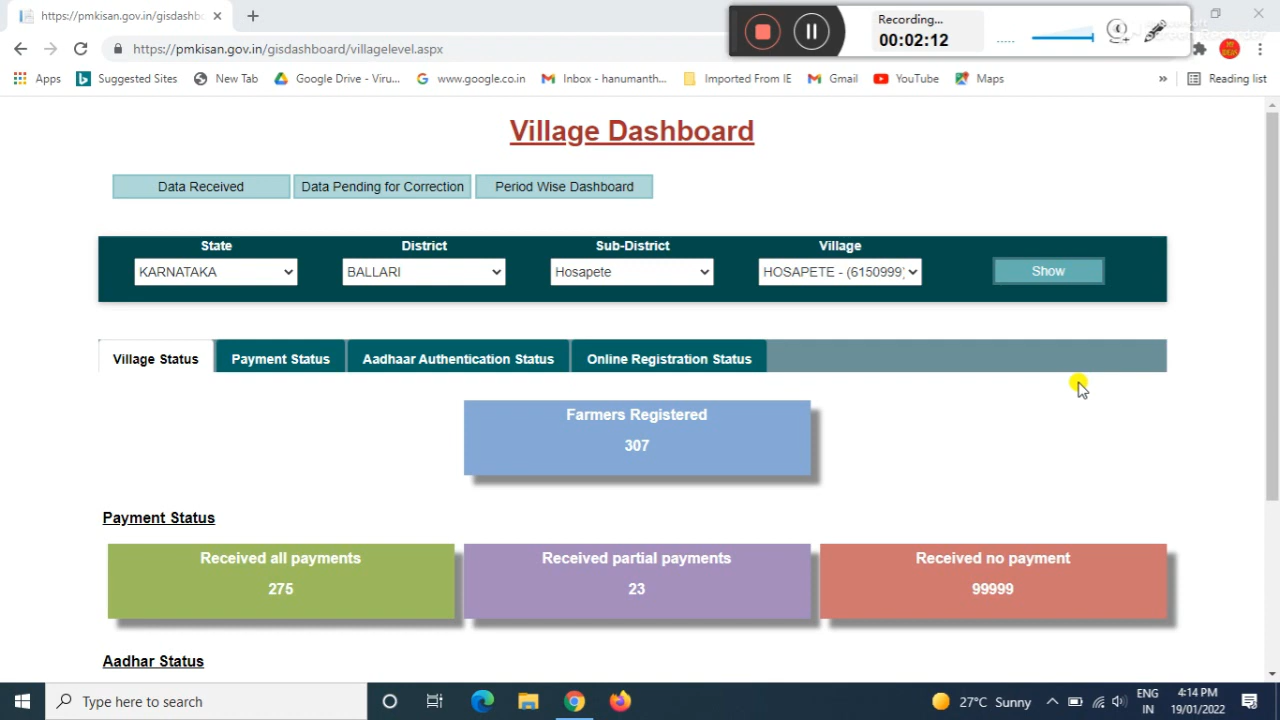 https://pmkisan.gov.in/gisdashb
Recording...
00:02:12
https://pmkisan.gov.in/gisdashboard/villagelevel.aspx
Apps
Suggested Sites
New Tab
Google Drive - Viru...
www.google.co.in
Inbox - hanumanth...
Imported From IE
Gmail
YouTube
Maps
»
Reading list
Village Dashboard
Data Received
Data Pending for Correction
Period Wise Dashboard
State
District
Sub-District
Village
KARNATAKA
BALLARI
Hosapete
HOSAPETE - (6150999)
Show
Village Status
Payment Status
Aadhaar Authentication Status
Online Registration Status
Farmers Registered
307
Payment Status
Received all payments
275
Received partial payments
23
Received no payment
99999
Aadhar Status
Type here to search
27°C Sunny
ENG
IN
4:14 PM
19/01/2022